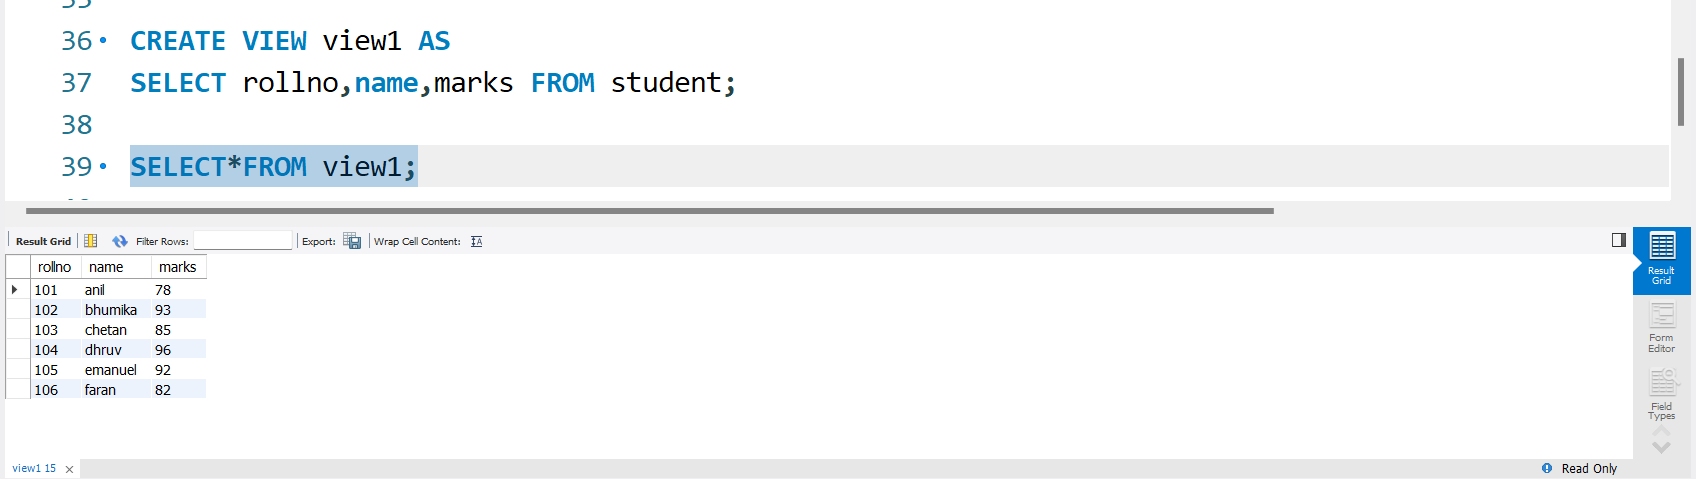 36 CREATE VIEW view1 AS
37 SELECT rollno,name,marks FROM student;
38
39 SELECT*FROM view1;
Result Grid Filter Rows: Export: Wrap Cell Content:
rollno name marks
101 anil 78
102 bhumika 93
103 chetan 85
104 dhruv 96
105 emanuel 92
106 faran 82
Result
Grid
Form
Editor
Field
Types
view1 15
Read Only